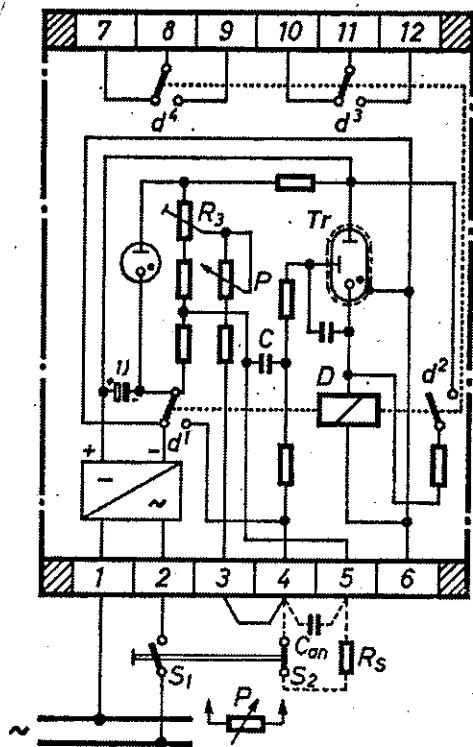 7 8 9 10 11 12
d⁴ d³
R₃ Tr
P
C
1) D d²
+
d¹
+ -
- ~
1 2 3 4 5 6
Can
S₁ S₂ Rs
P
~